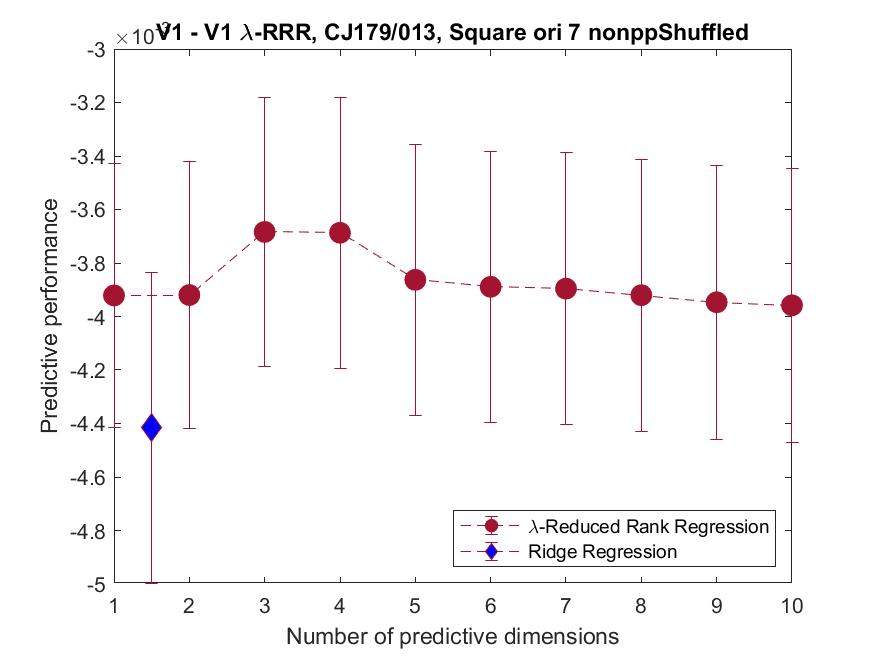 ×10-3
V1 - V1 λ-RRR, CJ179/013, Square ori 7 nonppShuffled
-3
-3.2
-3.4
-3.6
-3.8
-4
-4.2
-4.4
-4.6
-4.8
-5
Predictive performance
λ-Reduced Rank Regression
Ridge Regression
1 2 3 4 5 6 7 8 9 10
Number of predictive dimensions